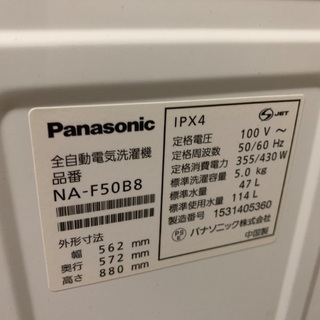 Panasonic
全自動電気洗濯機
品番
NA-F50B8
外形寸法
幅 562 mm
奥行 572 mm
高さ 880 mm
IPX4
JET
定格電圧 100 V ～
定格周波数 50/60 Hz
定格消費電力 355/430 W
標準洗濯容量 5.0 kg
標準水量 47 L
標準使用水量 114 L
製造番号 1531405360
PS E パナソニック株式会社
中国製